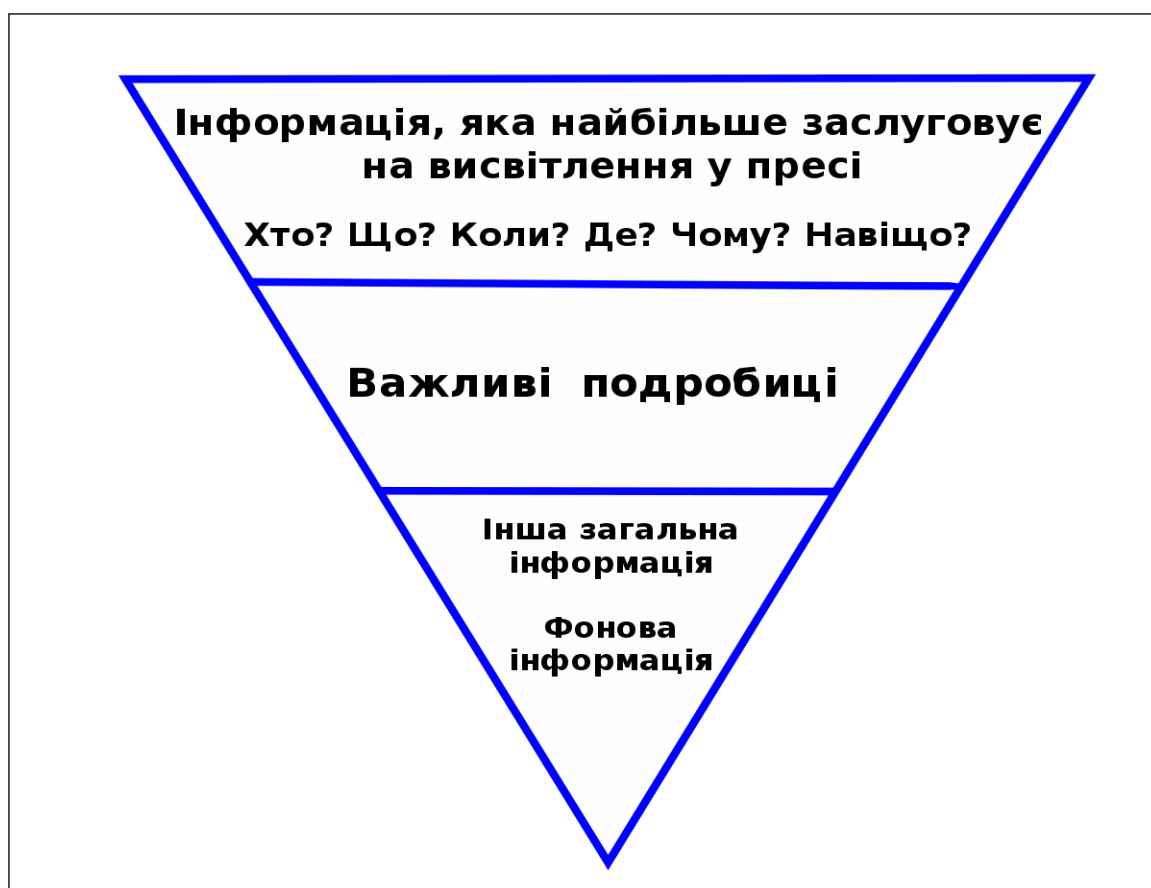 Інформація, яка найбільше заслуговує
на висвітлення у пресі
Хто? Що? Коли? Де? Чому? Навіщо?
Важливі подробиці
Інша загальна
інформація
Фонова
інформація